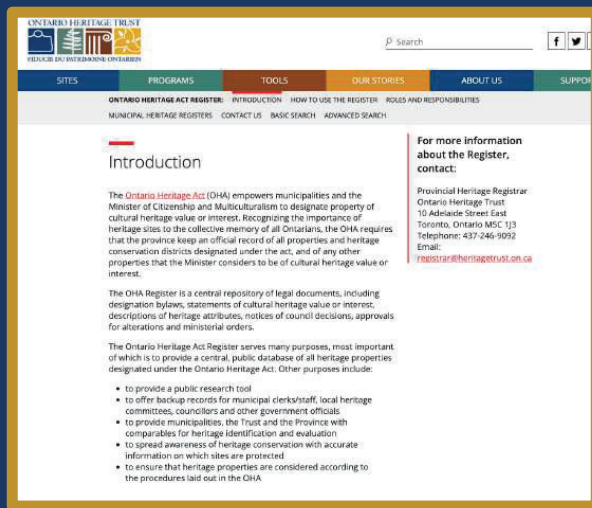 ONTARIO HERITAGE TRUST
FIDUCIE DU PATRIMOINE ONTARIEN
Search
SITES PROGRAMS TOOLS OUR STORIES ABOUT US SUPPOR
ONTARIO HERITAGE ACT REGISTER: INTRODUCTION HOW TO USE THE REGISTER ROLES AND RESPONSIBILITIES
MUNICIPAL HERITAGE REGISTERS CONTACT US BASIC SEARCH ADVANCED SEARCH
Introduction
The Ontario Heritage Act (OHA) empowers municipalities and the
Minister of Citizenship and Multiculturalism to designate property of
cultural heritage value or interest. Recognizing the importance of
heritage sites to the collective memory of all Ontarians, the OHA requires
that the province keep an official record of all properties and heritage
conservation districts designated under the act, and of any other
properties that the Minister considers to be of cultural heritage value or
interest.
The OHA Register is a central repository of legal documents, including
designation bylaws, statements of cultural heritage value or interest,
descriptions of heritage attributes, notices of council decisions, approvals
for alterations and ministerial orders.
The Ontario Heritage Act Register serves many purposes, most important
of which is to provide a central, public database of all heritage properties
designated under the Ontario Heritage Act. Other purposes include:
• to provide a public research tool
• to offer backup records for municipal clerks/staff, local heritage
committees, councillors and other government officials
• to provide municipalities, the Trust and the Province with
comparables for heritage identification and evaluation
• to spread awareness of heritage conservation with accurate
information on which sites are protected
• to ensure that heritage properties are considered according to
the procedures laid out in the OHA
For more information
about the Register,
contact:
Provincial Heritage Registrar
Ontario Heritage Trust
10 Adelaide Street East
Toronto, Ontario M5C 1J3
Telephone: 437-246-9092
Email:
registrar@heritagetrust.on.ca